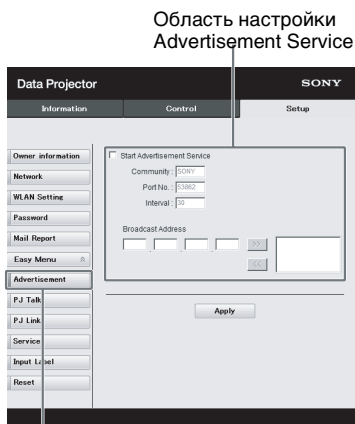 Область настройки
Advertisement Service
Data Projector
SONY
Information
Control
Setup
Owner information
Network
WLAN Setting
Password
Mail Report
Easy Menu
Advertisement
PJ Talk
PJ Link
Service
Input Label
Reset
Start Advertisement Service
Community : SONY
Port No. : 53862
Interval : 30
Broadcast Address
>>
<<
Apply